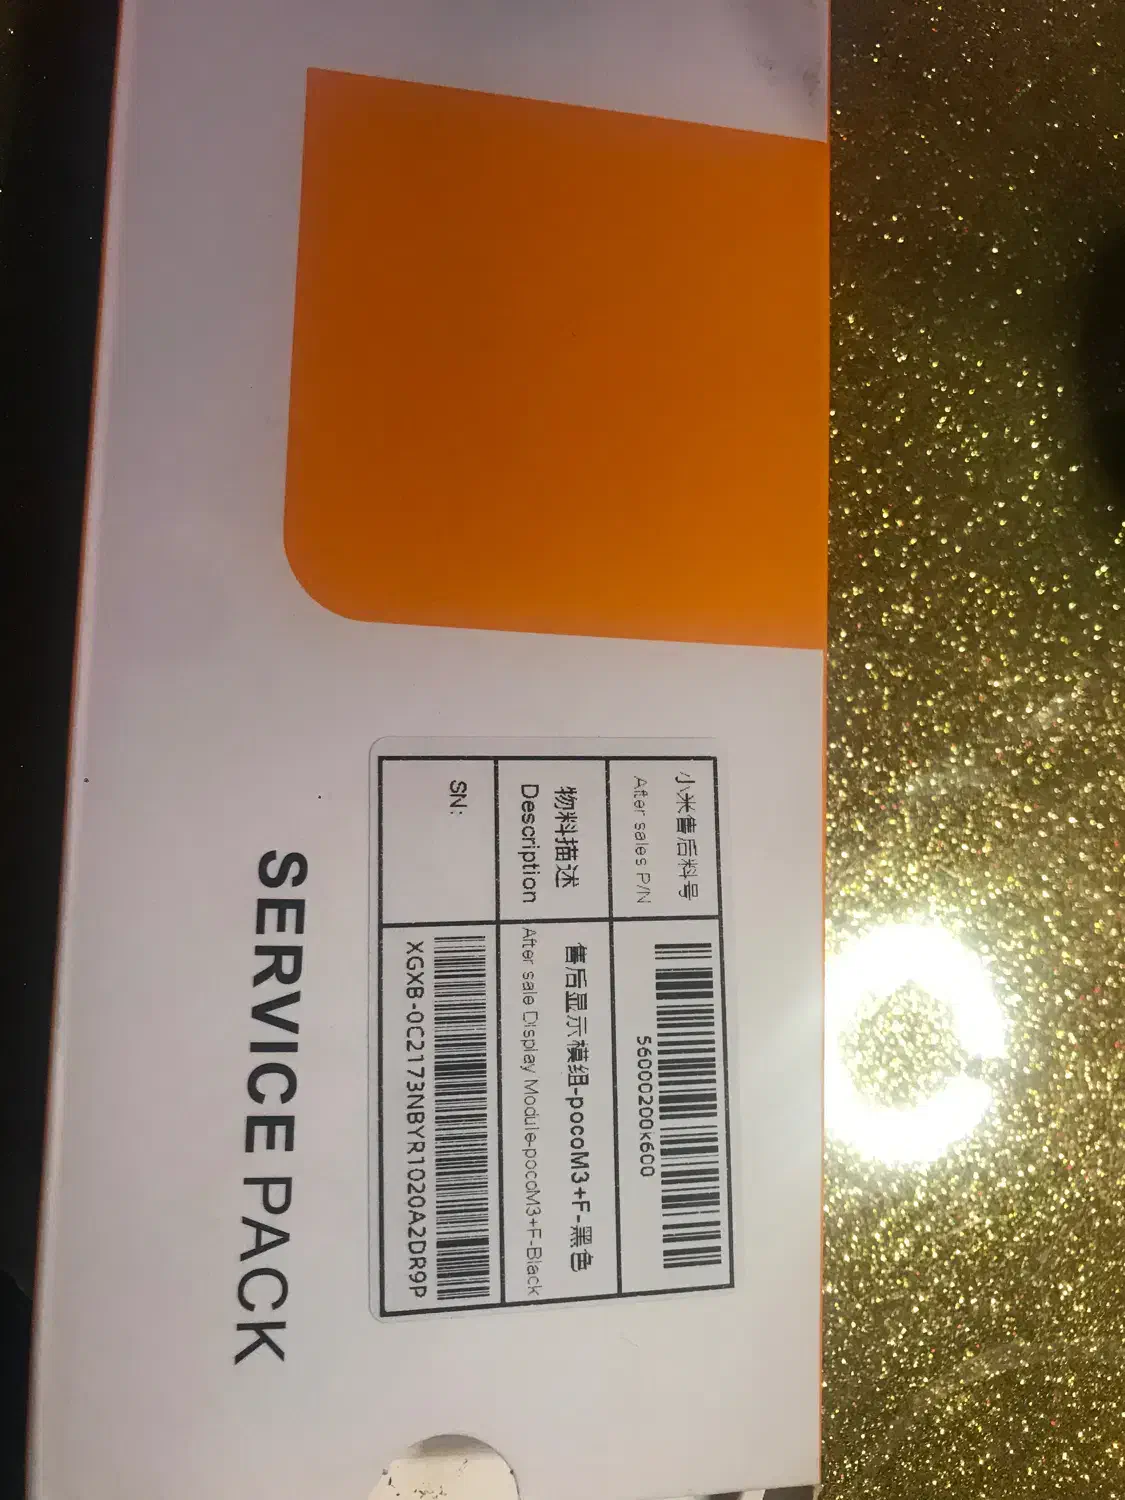 小米售后料号
After sales P/N
56000200K6C0
物料描述
Description
售后显示模组-pocoM3+F-黑色
After sale Display Module-pocoM3+F-Black
SN:
XGXB-0C2173NBYR1020A2DR9P
SERVICE PACK